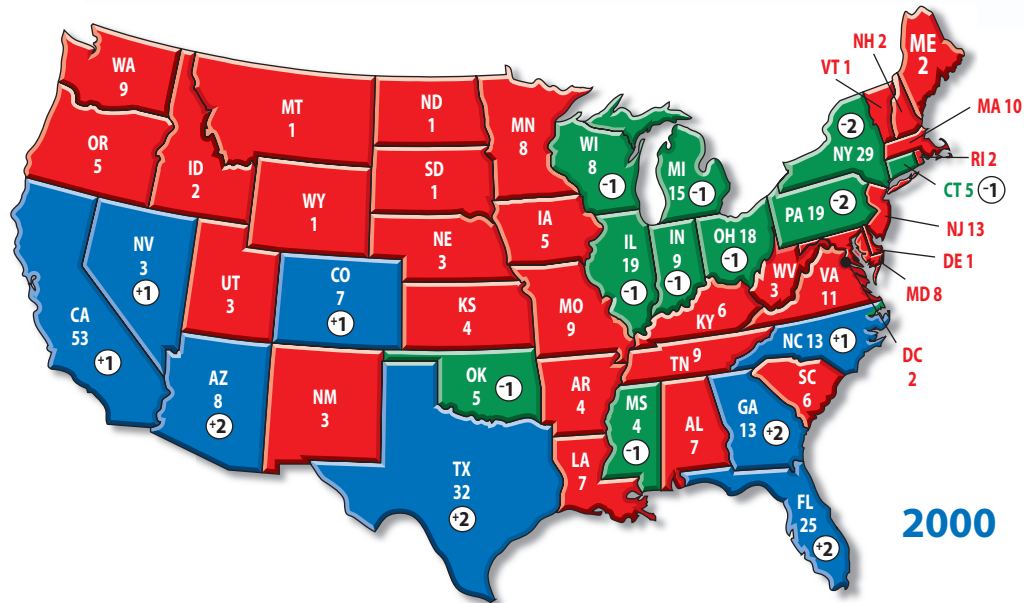 WA
9
OR
5
CA
53
+1
NV
3
+1
ID
2
MT
1
WY
1
UT
3
AZ
8
+2
CO
7
+1
NM
3
ND
1
SD
1
NE
3
KS
4
OK
5
-1
TX
32
+2
MN
8
IA
5
MO
9
AR
4
LA
7
WI
8
-1
IL
19
-1
MI
15
-1
IN
9
-1
OH 18
-1
KY 6
TN 9
MS
4
-1
AL
7
GA
13
+2
FL
25
+2
SC
6
NC 13
+1
VA
11
WV
3
PA 19
-2
-2
NY 29
VT 1
NH 2
ME
2
MA 10
RI 2
CT 5
-1
NJ 13
DE 1
MD 8
DC
2
2000